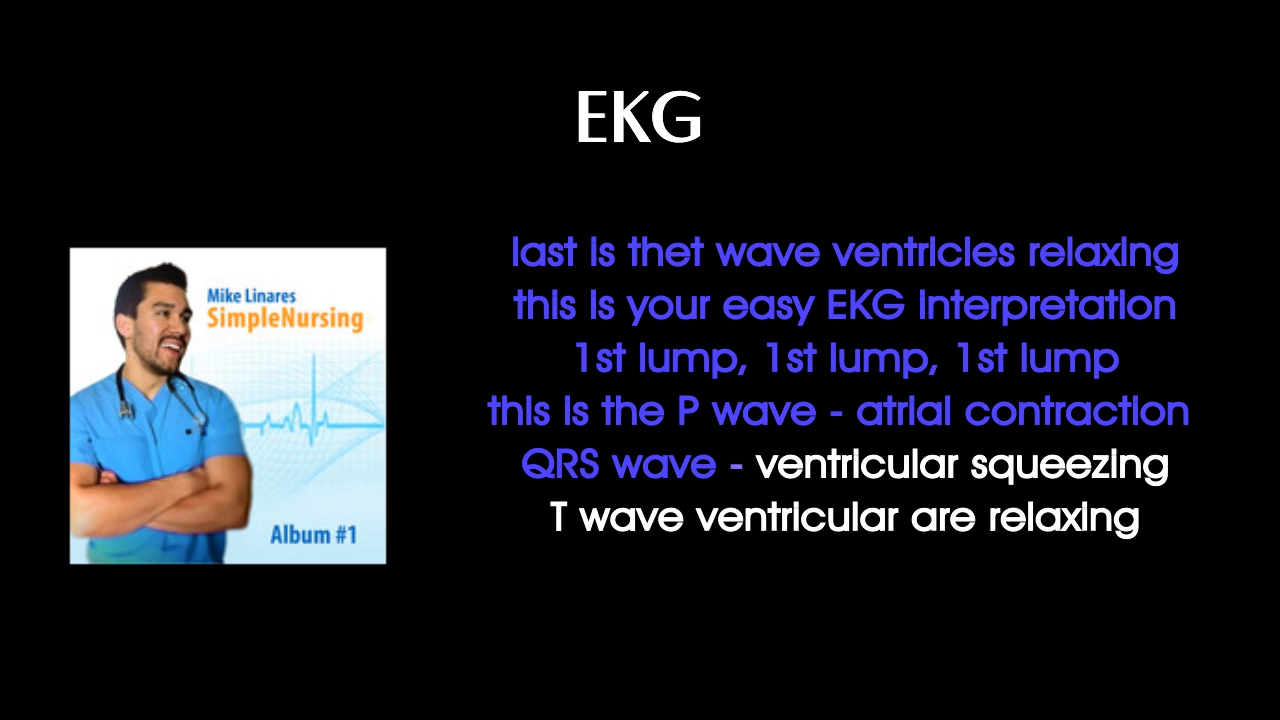 EKG
Mike Linares
SimpleNursing
Album #1
last is thet wave ventricles relaxing
this is your easy EKG interpretation
1st lump, 1st lump, 1st lump
this is the P wave - atrial contraction
QRS wave - ventricular squeezing
T wave ventricular are relaxing